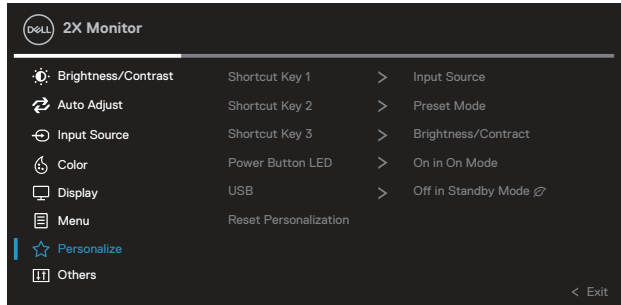 DELL 2X Monitor
Brightness/Contrast Shortcut Key 1 > Input Source
Auto Adjust Shortcut Key 2 > Preset Mode
Input Source Shortcut Key 3 > Brightness/Contract
Color Power Button LED > On in On Mode
Display USB > Off in Standby Mode
Menu Reset Personalization
Personalize
Others
< Exit